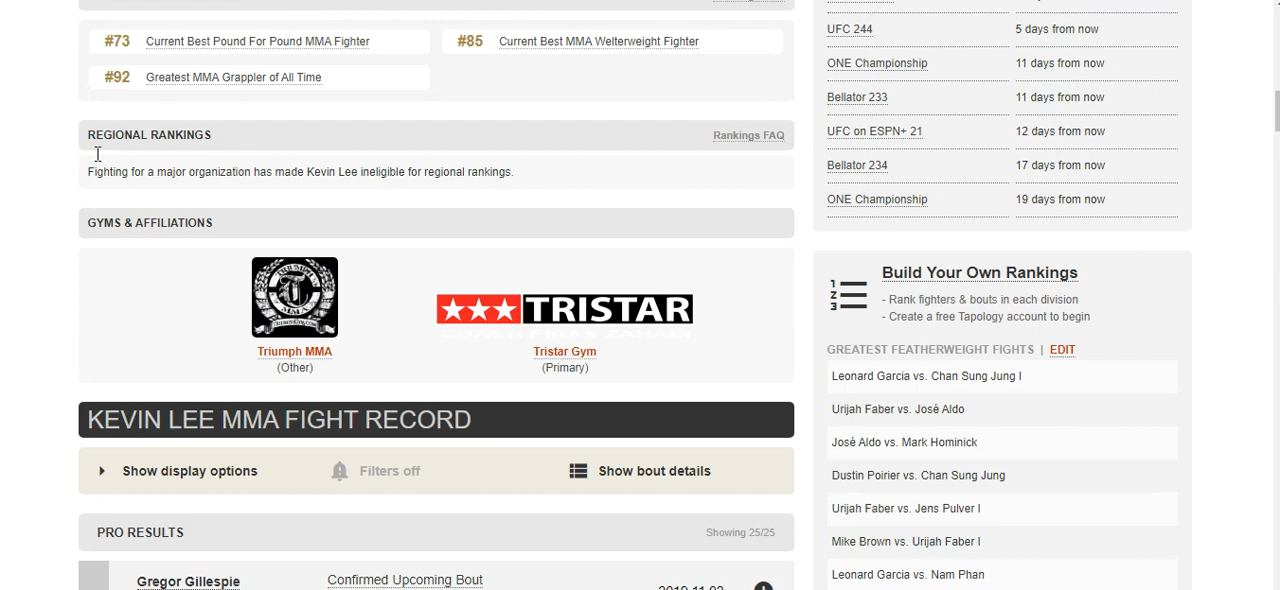 #73 Current Best Pound For Pound MMA Fighter
#85 Current Best MMA Welterweight Fighter
#92 Greatest MMA Grappler of All Time
REGIONAL RANKINGS
Rankings FAQ
Fighting for a major organization has made Kevin Lee ineligible for regional rankings.
GYMS & AFFILIATIONS
TRISTAR
Triumph MMA
(Other)
Tristar Gym
(Primary)
KEVIN LEE MMA FIGHT RECORD
Show display options
Filters off
Show bout details
PRO RESULTS
Showing 25/25
Gregor Gillespie
Confirmed Upcoming Bout
2019.11.02
UFC 244 5 days from now
ONE Championship 11 days from now
Bellator 233 11 days from now
UFC on ESPN+ 21 12 days from now
Bellator 234 17 days from now
ONE Championship 19 days from now
1
2
3
Build Your Own Rankings
- Rank fighters & bouts in each division
- Create a free Tapology account to begin
GREATEST FEATHERWEIGHT FIGHTS | EDIT
Leonard Garcia vs. Chan Sung Jung I
Urijah Faber vs. José Aldo
José Aldo vs. Mark Hominick
Dustin Poirier vs. Chan Sung Jung
Urijah Faber vs. Jens Pulver I
Mike Brown vs. Urijah Faber I
Leonard Garcia vs. Nam Phan